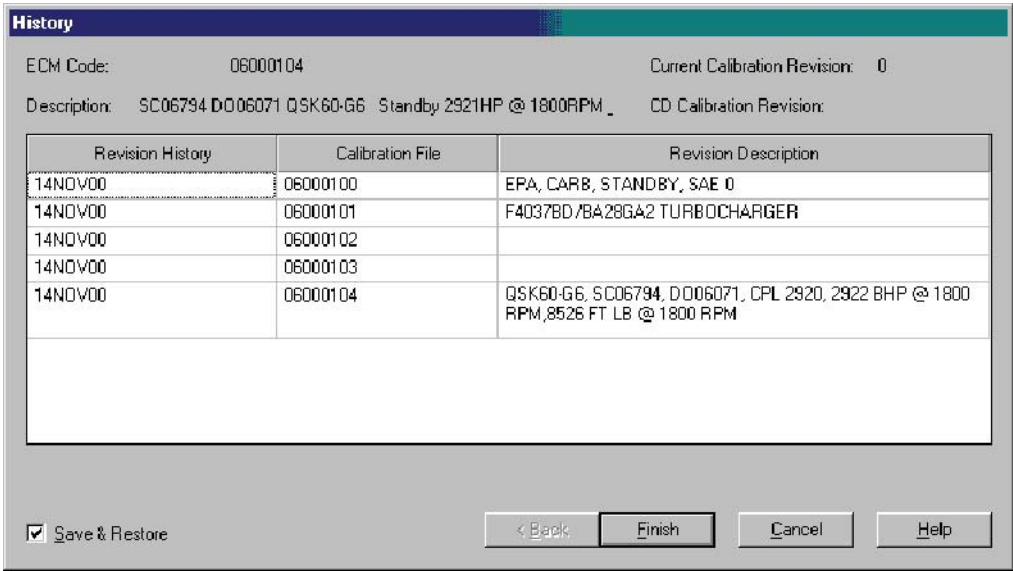 History
ECM Code: 06000104 Current Calibration Revision: 0
Description: SC06794 DO06071 QSK60-G6 Standby 2921HP @ 1800RPM _ CD Calibration Revision:
Revision History Calibration File Revision Description
14NOV00 06000100 EPA, CARB, STANDBY, SAE 0
14NOV00 06000101 F4037BD/BA28GA2 TURBOCHARGER
14NOV00 06000102
14NOV00 06000103
14NOV00 06000104 QSK60-G6, SC06794, DO06071, CPL 2920, 2922 BHP @ 1800
RPM,8526 FT LB @ 1800 RPM
Save & Restore < Back Finish Cancel Help